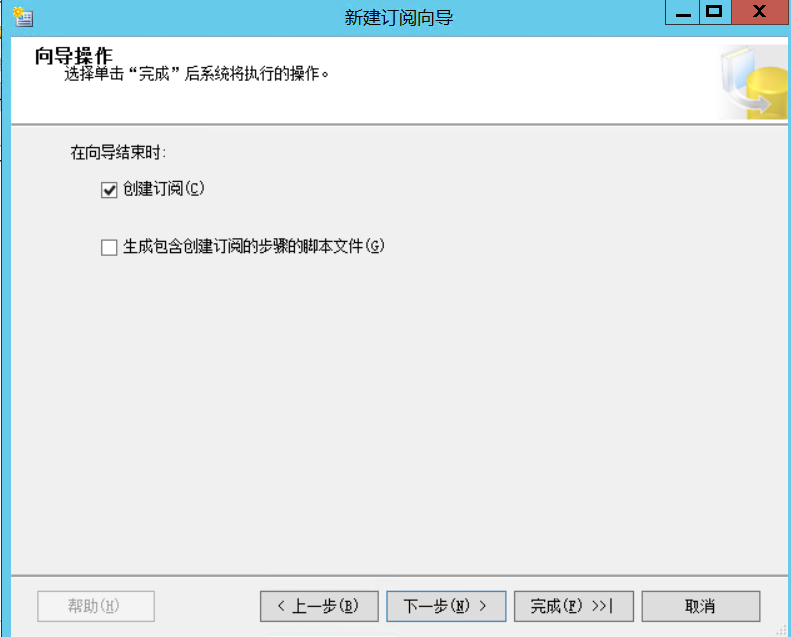 新建订阅向导
向导操作
选择单击“完成”后系统将执行的操作。
在向导结束时:
创建订阅(C)
生成包含创建订阅的步骤的脚本文件(G)
帮助(H)
< 上一步(B)
下一步(N) >
完成(F) >>|
取消